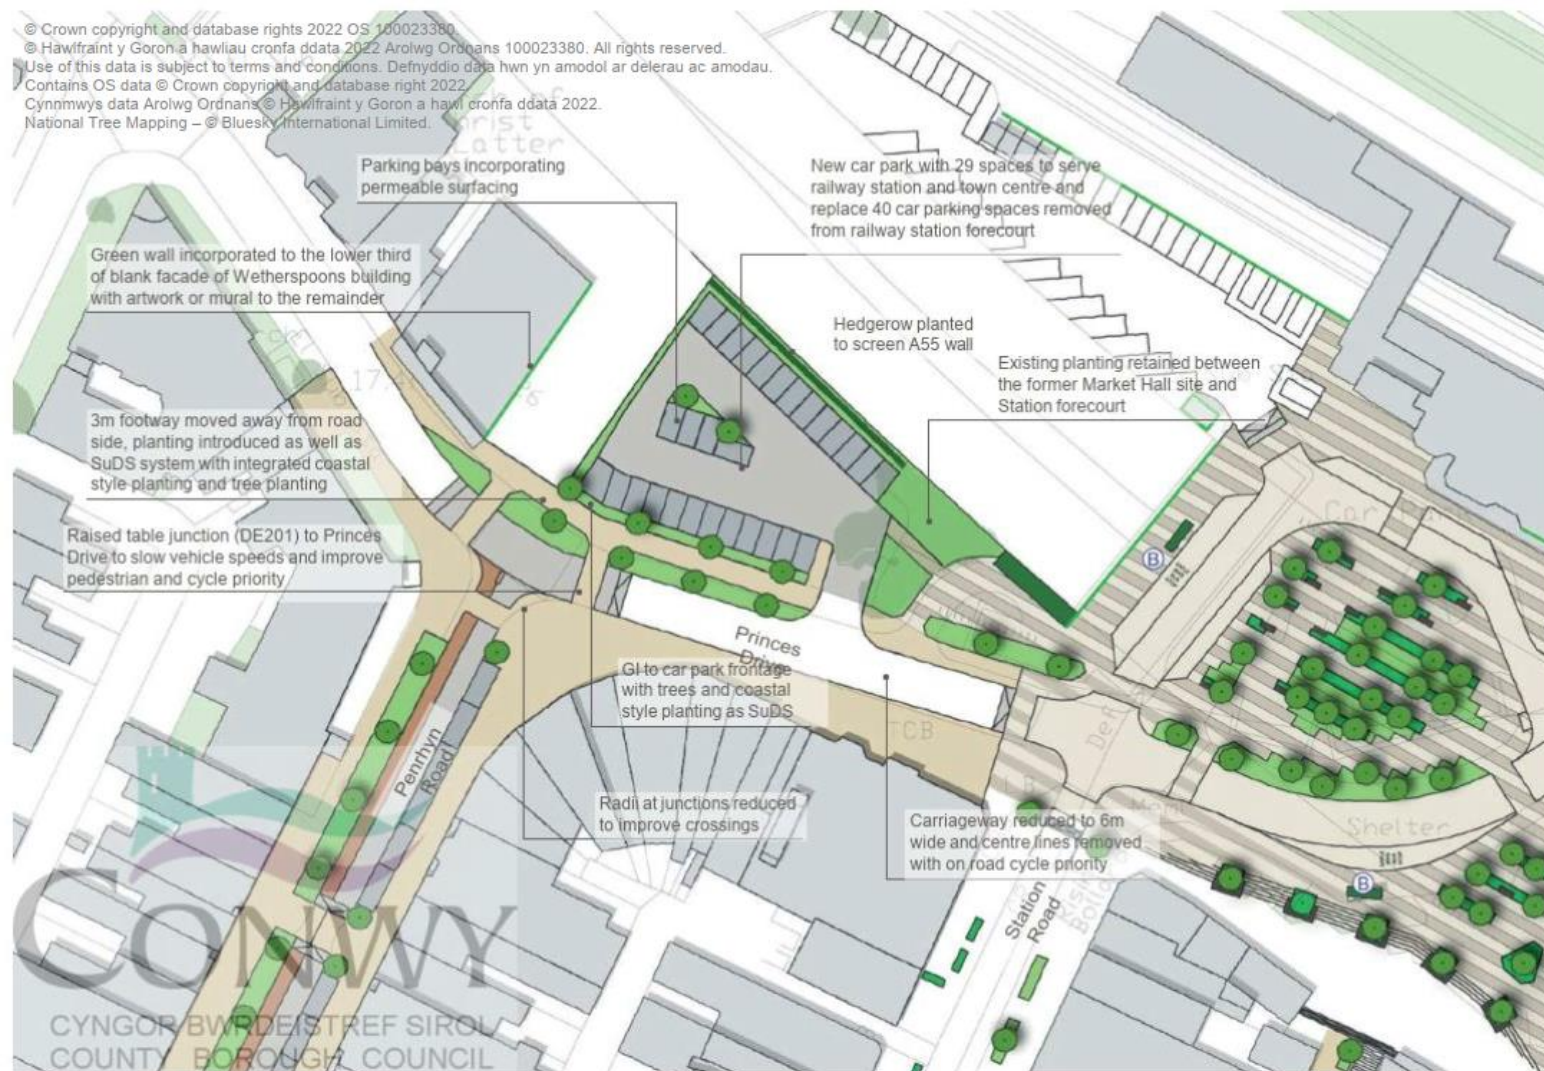 © Crown copyright and database rights 2022 OS 100023380.
© Hawlfraint y Goron a hawliau cronfa ddata 2022 Arolwg Ordnans 100023380. All rights reserved.
Use of this data is subject to terms and conditions. Defnyddio data hwn yn amodol ar delerau ac amodau.
Contains OS data © Crown copyright and database right 2022.
Cynnmwys data Arolwg Ordnans © Hawlfraint y Goron a hawl cronfa ddata 2022.
National Tree Mapping – © Bluesky International Limited.
Latter
Parking bays incorporating
permeable surfacing
New car park with 29 spaces to serve
railway station and town centre and
replace 40 car parking spaces removed
from railway station forecourt
Green wall incorporated to the lower third
of blank facade of Wetherspoons building
with artwork or mural to the remainder
Hedgerow planted
to screen A55 wall
Existing planting retained between
the former Market Hall site and
Station forecourt
3m footway moved away from road
side, planting introduced as well as
SuDS system with integrated coastal
style planting and tree planting
Car Park
Raised table junction (DE201) to Princes
Drive to slow vehicle speeds and improve
pedestrian and cycle priority
B
Princes
Drive
GI to car park frontage
with trees and coastal
style planting as SuDS
TCB
Penrhyn
Road
Radii at junctions reduced
to improve crossings
Carriageway reduced to 6m
wide and centre lines removed
with on road cycle priority
Shelter
B
Station
Road
CONWY
CYNGOR BWRDEISTREF SIROL
COUNTY BOROUGH COUNCIL